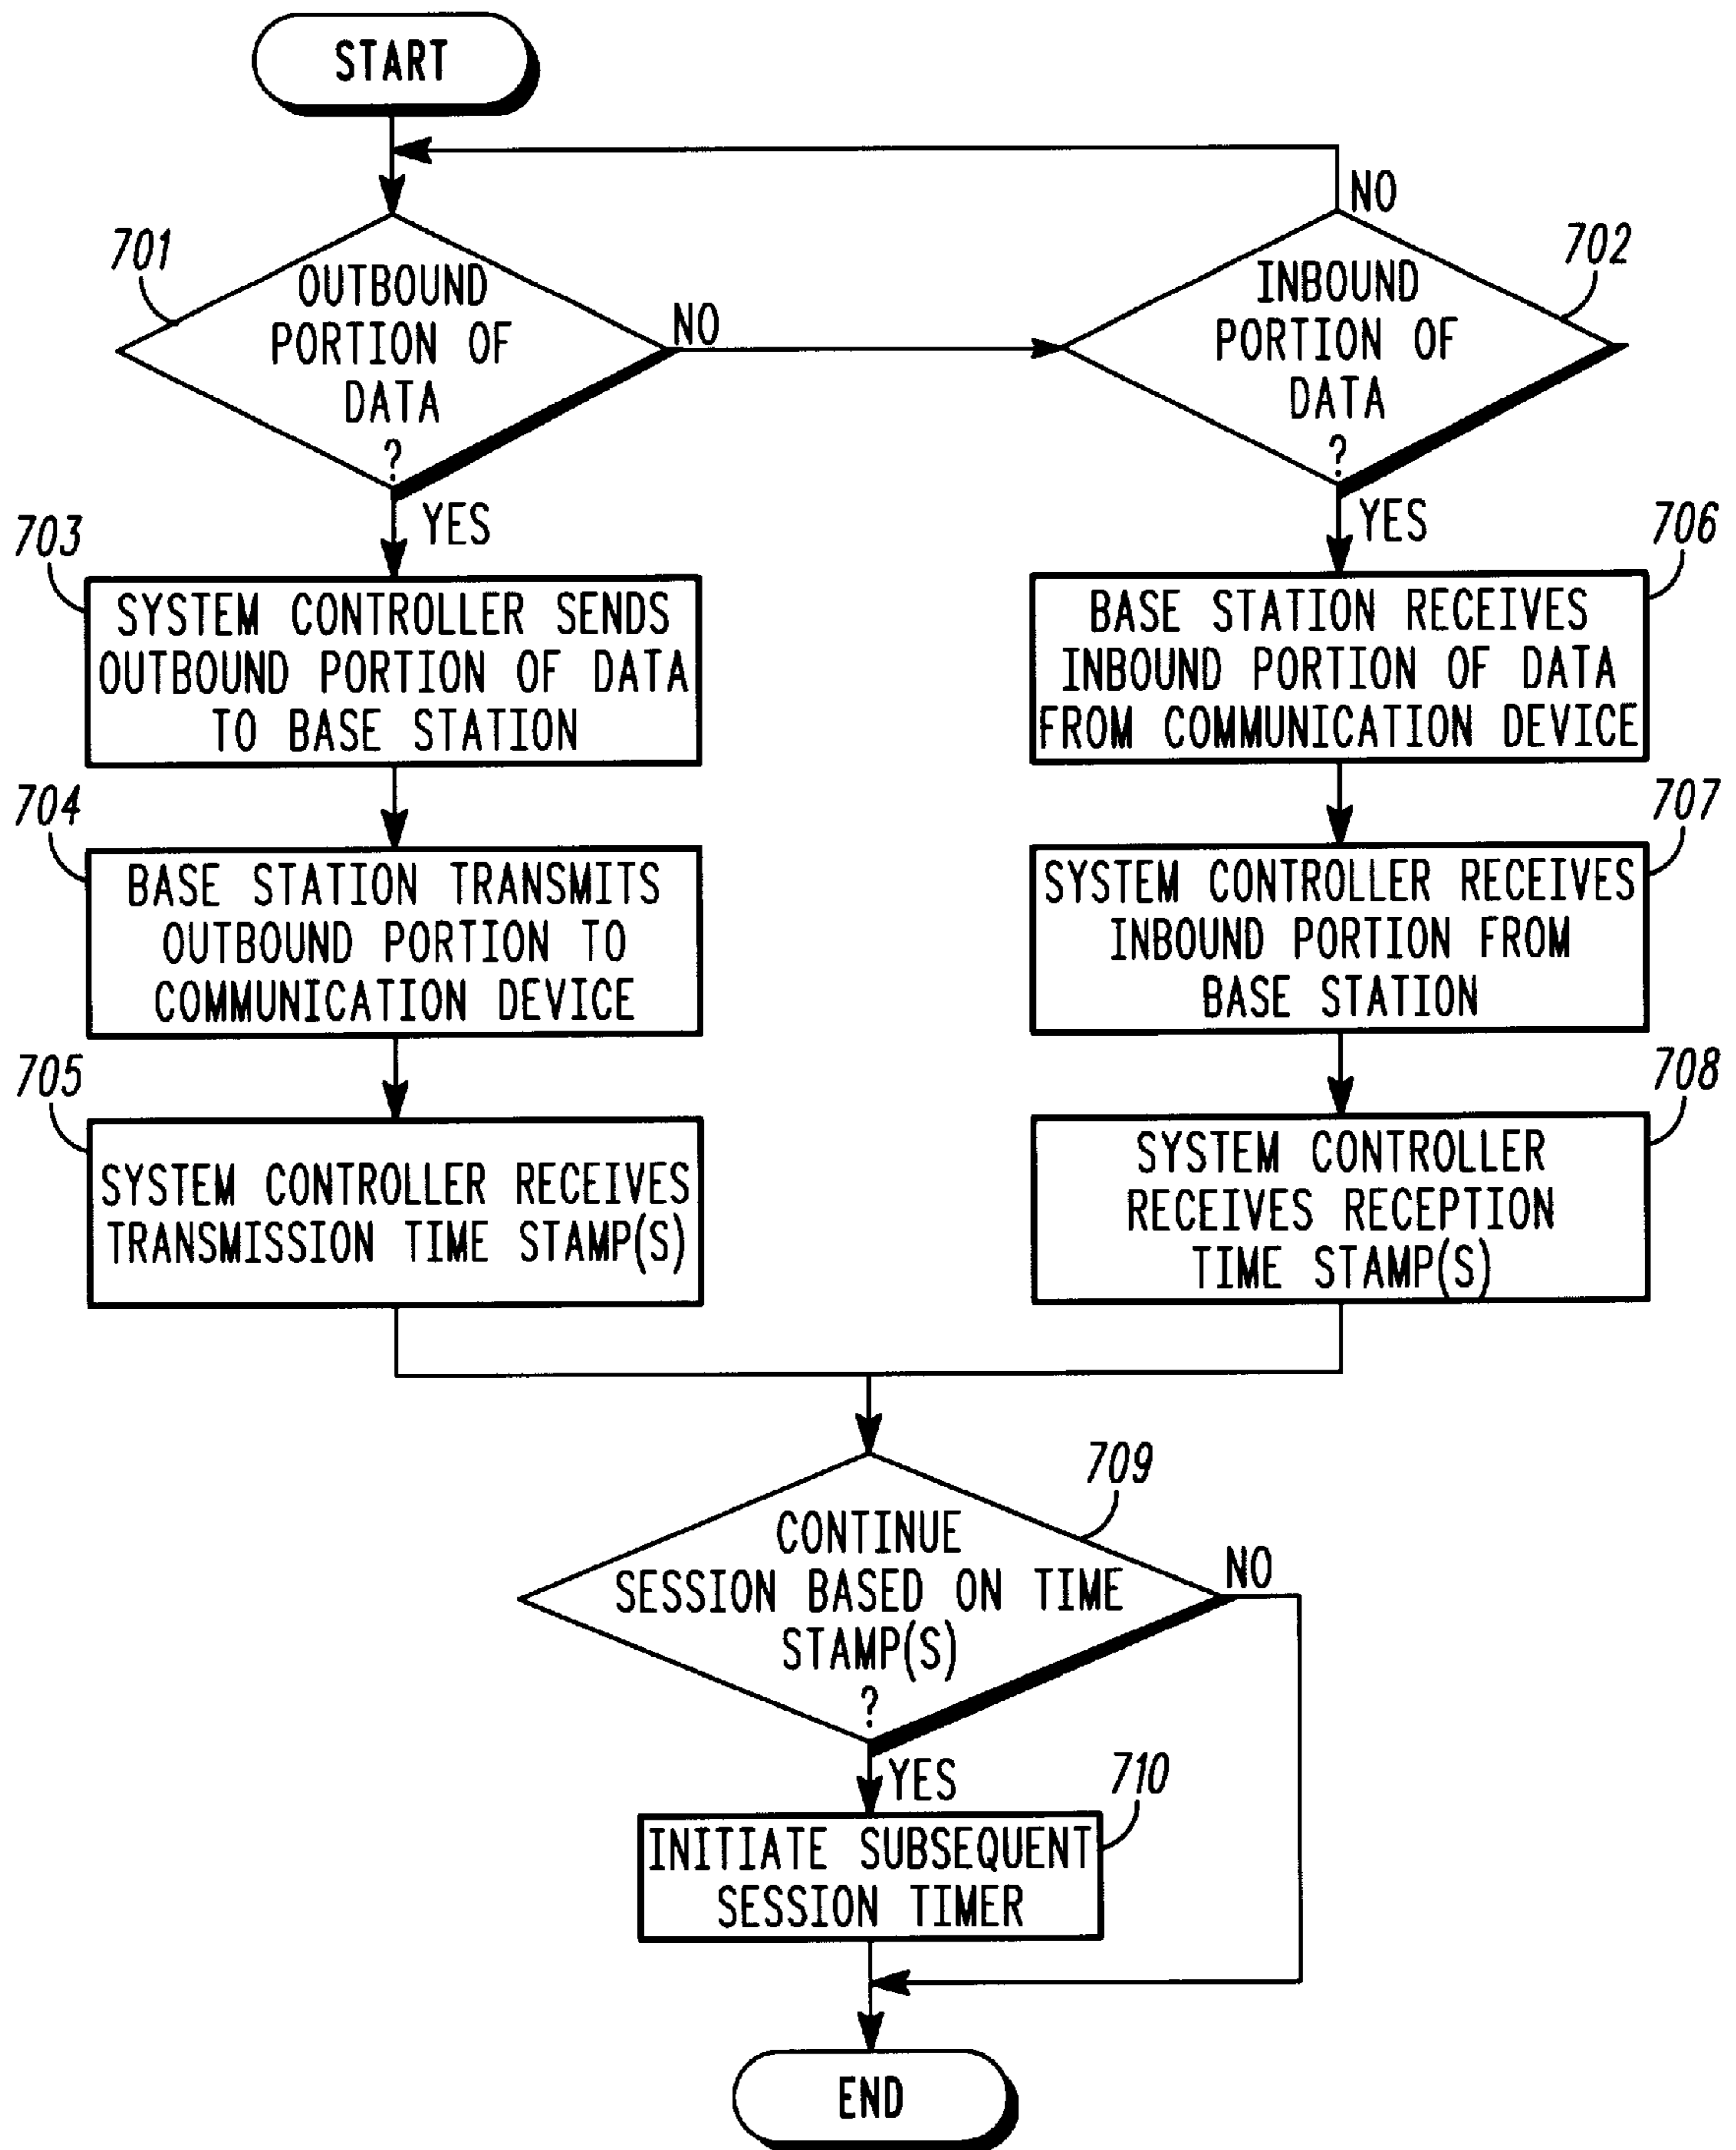 START
NO
701
702
OUTBOUND
PORTION OF
DATA
?
NO
INBOUND
PORTION OF
DATA
?
YES
YES
703
SYSTEM CONTROLLER SENDS
OUTBOUND PORTION OF DATA
TO BASE STATION
706
BASE STATION RECEIVES
INBOUND PORTION OF DATA
FROM COMMUNICATION DEVICE
704
BASE STATION TRANSMITS
OUTBOUND PORTION TO
COMMUNICATION DEVICE
707
SYSTEM CONTROLLER RECEIVES
INBOUND PORTION FROM
BASE STATION
705
SYSTEM CONTROLLER RECEIVES
TRANSMISSION TIME STAMP(S)
708
SYSTEM CONTROLLER
RECEIVES RECEPTION
TIME STAMP(S)
709
CONTINUE
SESSION BASED ON TIME
STAMP(S)
?
NO
YES
710
INITIATE SUBSEQUENT
SESSION TIMER
END